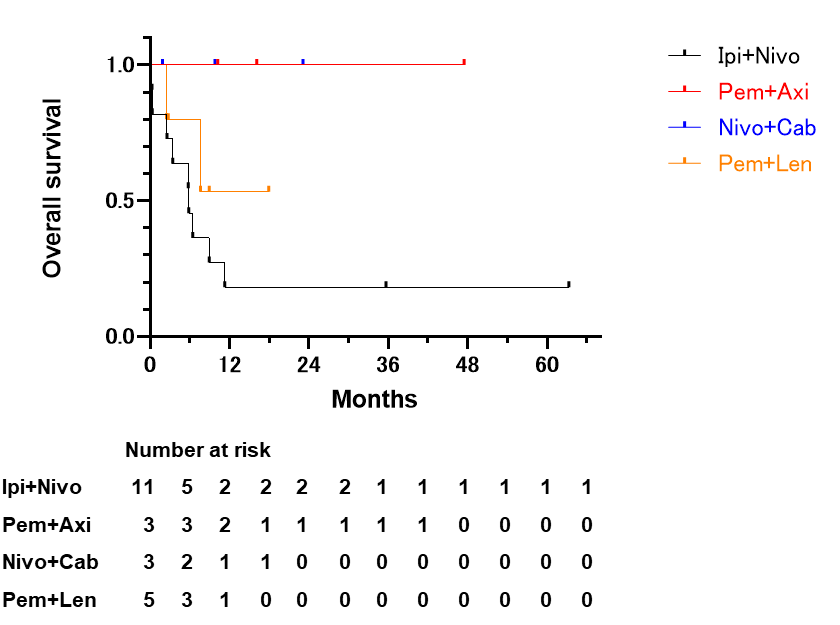 Overall survival
1.0
0.5
0.0
0 12 24 36 48 60
Months
Ipi+Nivo
Pem+Axi
Nivo+Cab
Pem+Len
Number at risk
Ipi+Nivo 11 5 2 2 2 2 1 1 1 1 1 1
Pem+Axi 3 3 2 1 1 1 1 1 0 0 0 0
Nivo+Cab 3 2 1 1 0 0 0 0 0 0 0 0
Pem+Len 5 3 1 0 0 0 0 0 0 0 0 0